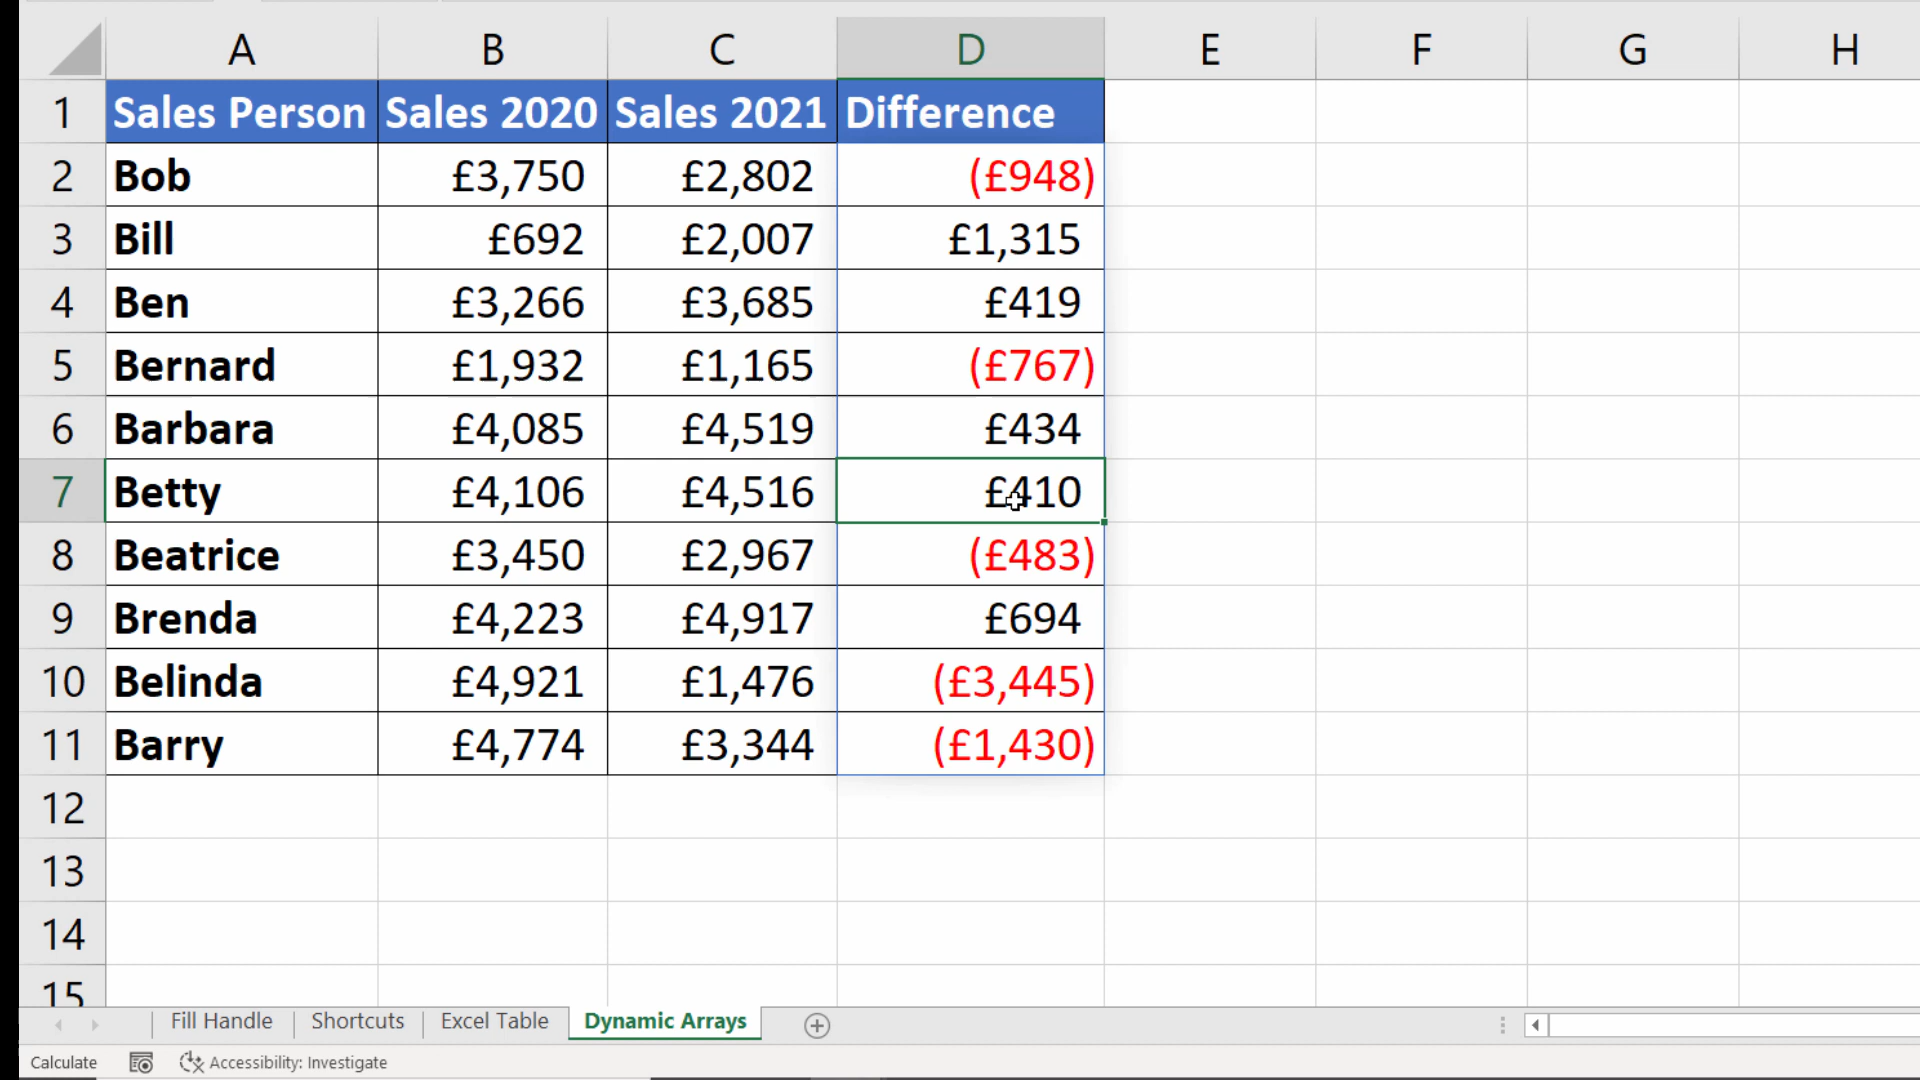 A B C D E F G H
1 Sales Person Sales 2020 Sales 2021 Difference
2 Bob £3,750 £2,802 (£948)
3 Bill £692 £2,007 £1,315
4 Ben £3,266 £3,685 £419
5 Bernard £1,932 £1,165 (£767)
6 Barbara £4,085 £4,519 £434
7 Betty £4,106 £4,516 £410
8 Beatrice £3,450 £2,967 (£483)
9 Brenda £4,223 £4,917 £694
10 Belinda £4,921 £1,476 (£3,445)
11 Barry £4,774 £3,344 (£1,430)
12
13
14
15
Fill Handle Shortcuts Excel Table Dynamic Arrays
Calculate Accessibility: Investigate